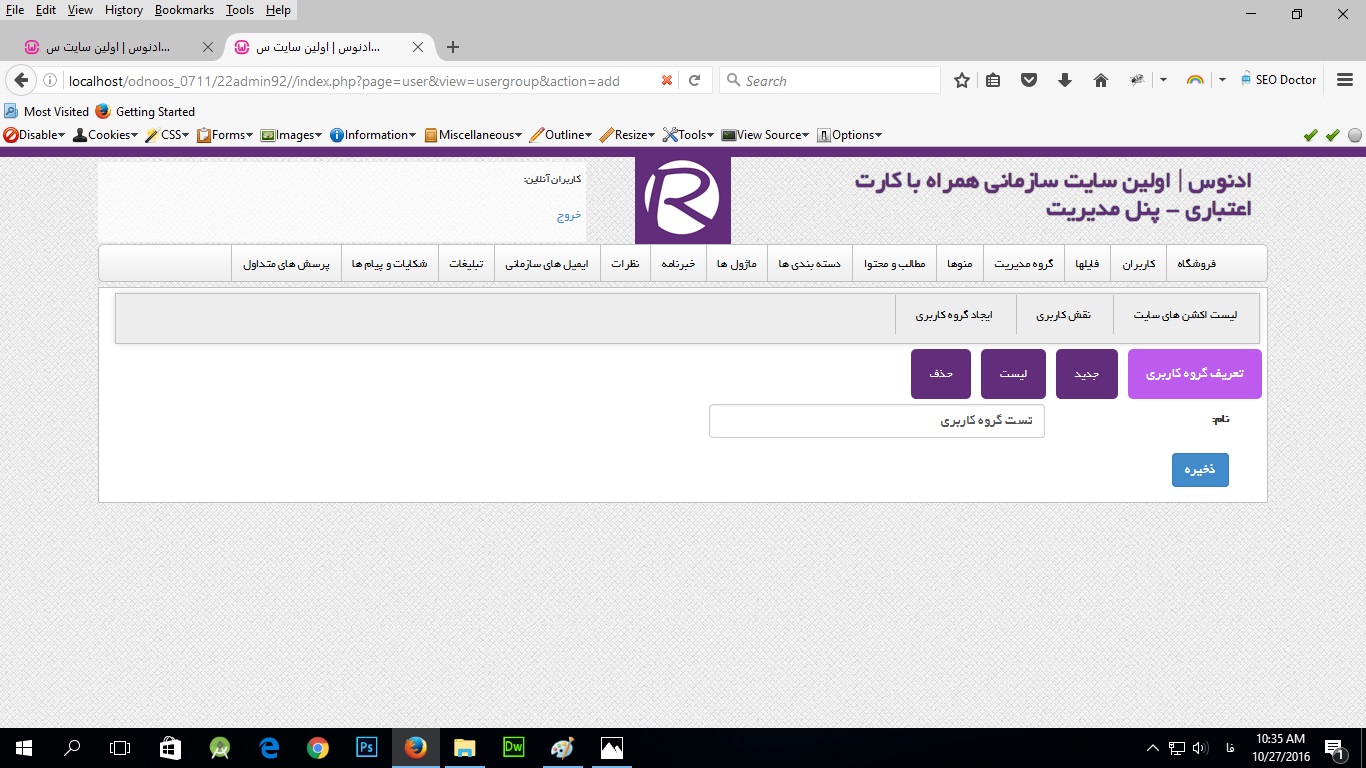 File Edit View History Bookmarks Tools Help
ادنوس | اولین سایت س...
ادنوس | اولین سایت س...
localhost/odnoos_0711/22admin92//index.php?page=user&view=usergroup&action=add
Search
SEO Doctor
Most Visited Getting Started
Disable Cookies CSS Forms Images Information Miscellaneous Outline Resize Tools View Source Options
ادنوس | اولین سایت سازمانی همراه با کارت
اعتباری - پنل مدیریت
R
کاربران آنلاین:
خروج
فروشگاه کاربران فایلها گروه مدیریت منوها مطالب و محتوا دسته بندی ها ماژول ها خبرنامه نظرات ایمیل های سازمانی تبلیغات شکایات و پیام ها پرسش های متداول
لیست اکشن های سایت نقش کاربری ایجاد گروه کاربری
تعریف گروه کاربری جدید لیست حذف
نام: تست گروه کاربری
ذخیره
Ps Dw
فا
10:35 AM
10/27/2016
1